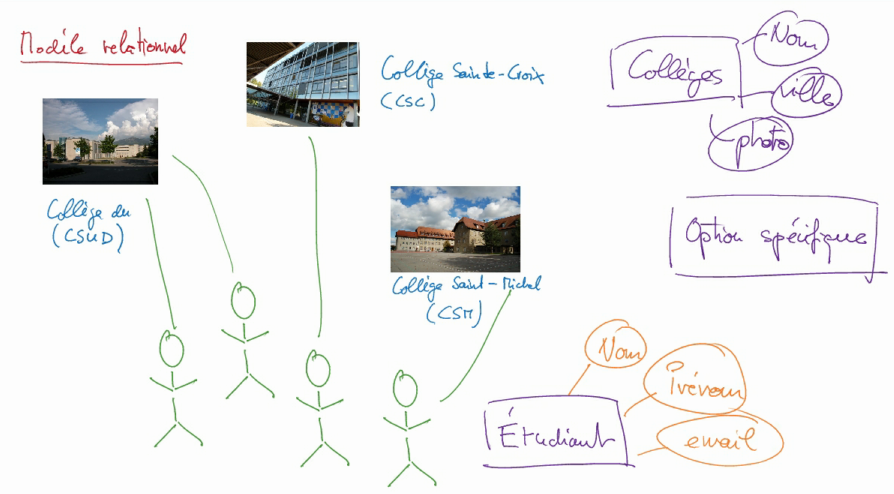 Modèle relationnel
Collège Sainte-Croix
(CSC)
Collège du
(CSUD)
Collège Saint-Michel
(CSM)
Collèges
Nom
ville
photo
Option spécifique
Étudiant
Nom
Prénom
email